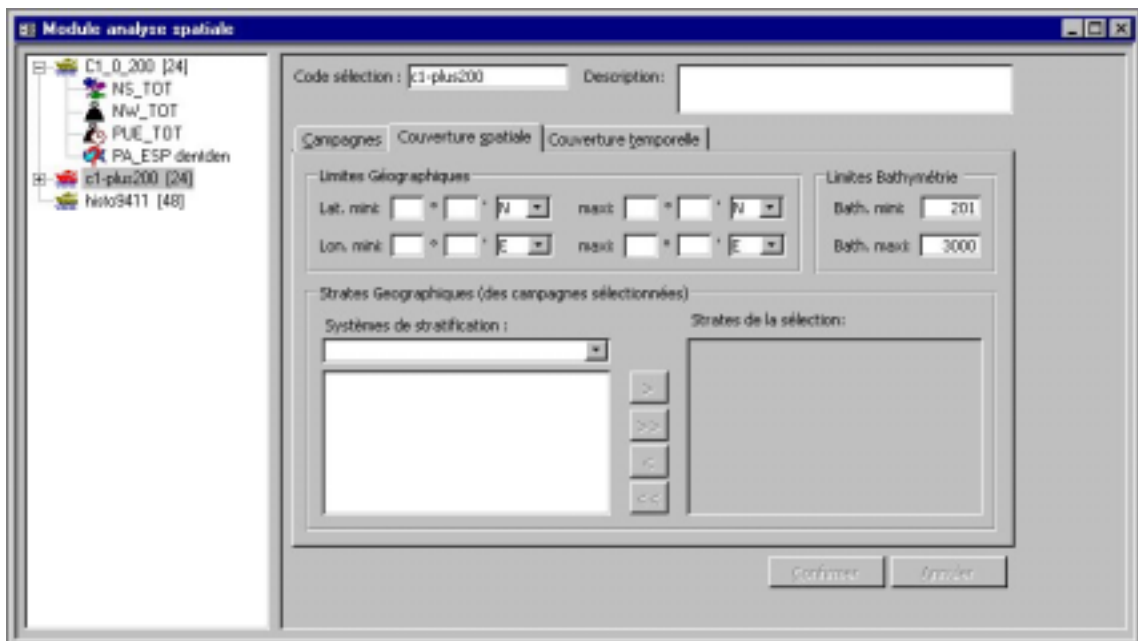 Module analyse spatiale
C1_0_200 [24]
NS_TOT
NW_TOT
PUE_TOT
PA_ESP dentden
c1-plus200 [24]
histo9411 [48]
Code sélection : c1-plus200 Description:
Campagnes Couverture spatiale Couverture temporelle
Limites Géographiques
Lat. mini: ° ' N maxi: ° ' N
Lon. mini: ° ' E maxi: ° ' E
Limites Bathymétrie
Bath. mini: 201
Bath. maxi: 3000
Strates Geographiques (des campagnes sélectionnées)
Systèmes de stratification :
Strates de la sélection:
>
>>
<
<<
Confirmer Annuler